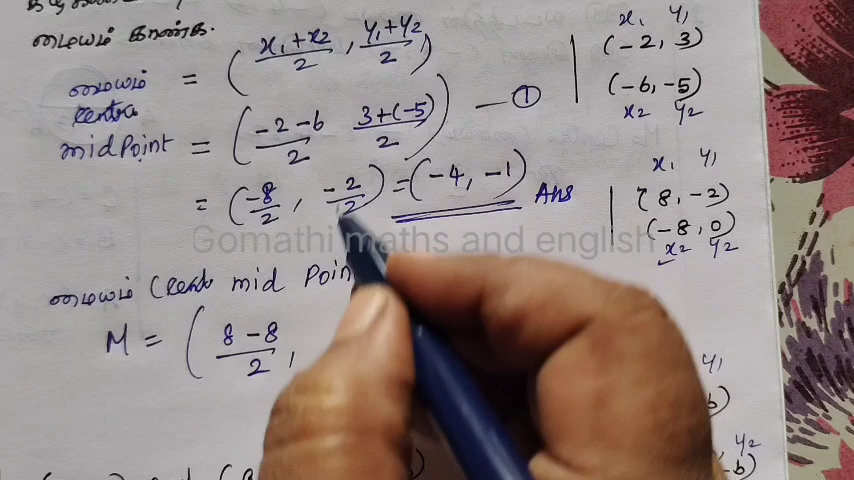 மையம் காண்க.
மையம் = (x₁+x₂/2, y₁+y₂/2)
midPoint = (-2-6/2 3+(-5)/2) — ①
= (-8/2, -2/2) = (-4, -1) Ans
x₁ y₁
(-2, 3)
(-6, -5)
x₂ y₂
x₁ y₁
(8, -2)
(-8, 0)
x₂ y₂
Gomathi maths and english
மையம் ( mid Poin
M = ( 8-8/2,
y₁
b)
y₂
-b)